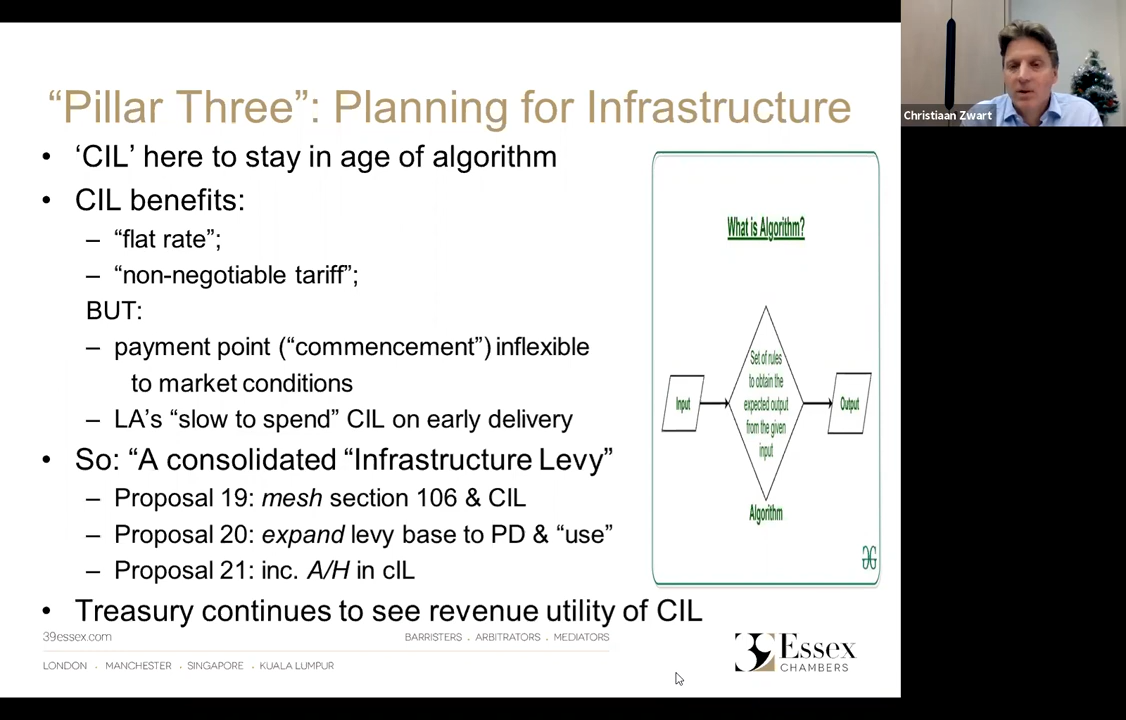 “Pillar Three”: Planning for Infrastructure
• ‘CIL’ here to stay in age of algorithm
• CIL benefits:
– “flat rate”;
– “non-negotiable tariff”;
BUT:
– payment point (“commencement”) inflexible
to market conditions
– LA’s “slow to spend” CIL on early delivery
• So: “A consolidated “Infrastructure Levy”
– Proposal 19: mesh section 106 & CIL
– Proposal 20: expand levy base to PD & “use”
– Proposal 21: inc. A/H in cIL
• Treasury continues to see revenue utility of CIL
What is Algorithm?
Input
Set of rules
to obtain the
expected output
from the given
input
Output
Algorithm
39essex.com
BARRISTERS . ARBITRATORS . MEDIATORS
LONDON . MANCHESTER . SINGAPORE . KUALA LUMPUR
39 Essex
CHAMBERS
Christiaan Zwart